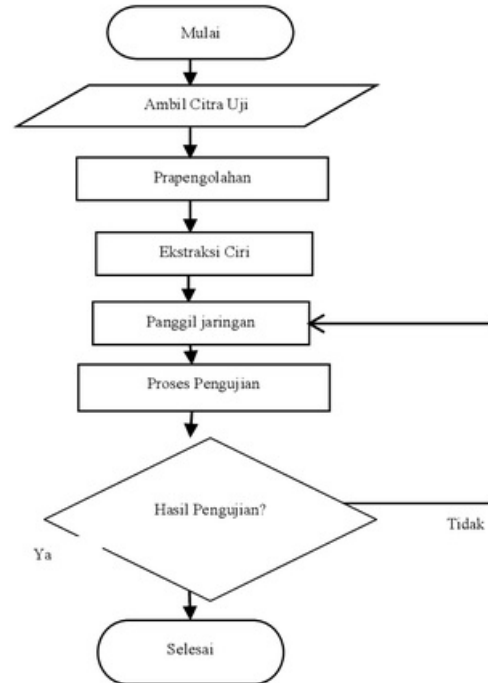 Mulai
Ambil Citra Uji
Prapengolahan
Ekstraksi Ciri
Panggil jaringan
Proses Pengujian
Hasil Pengujian?
Tidak
Ya
Selesai